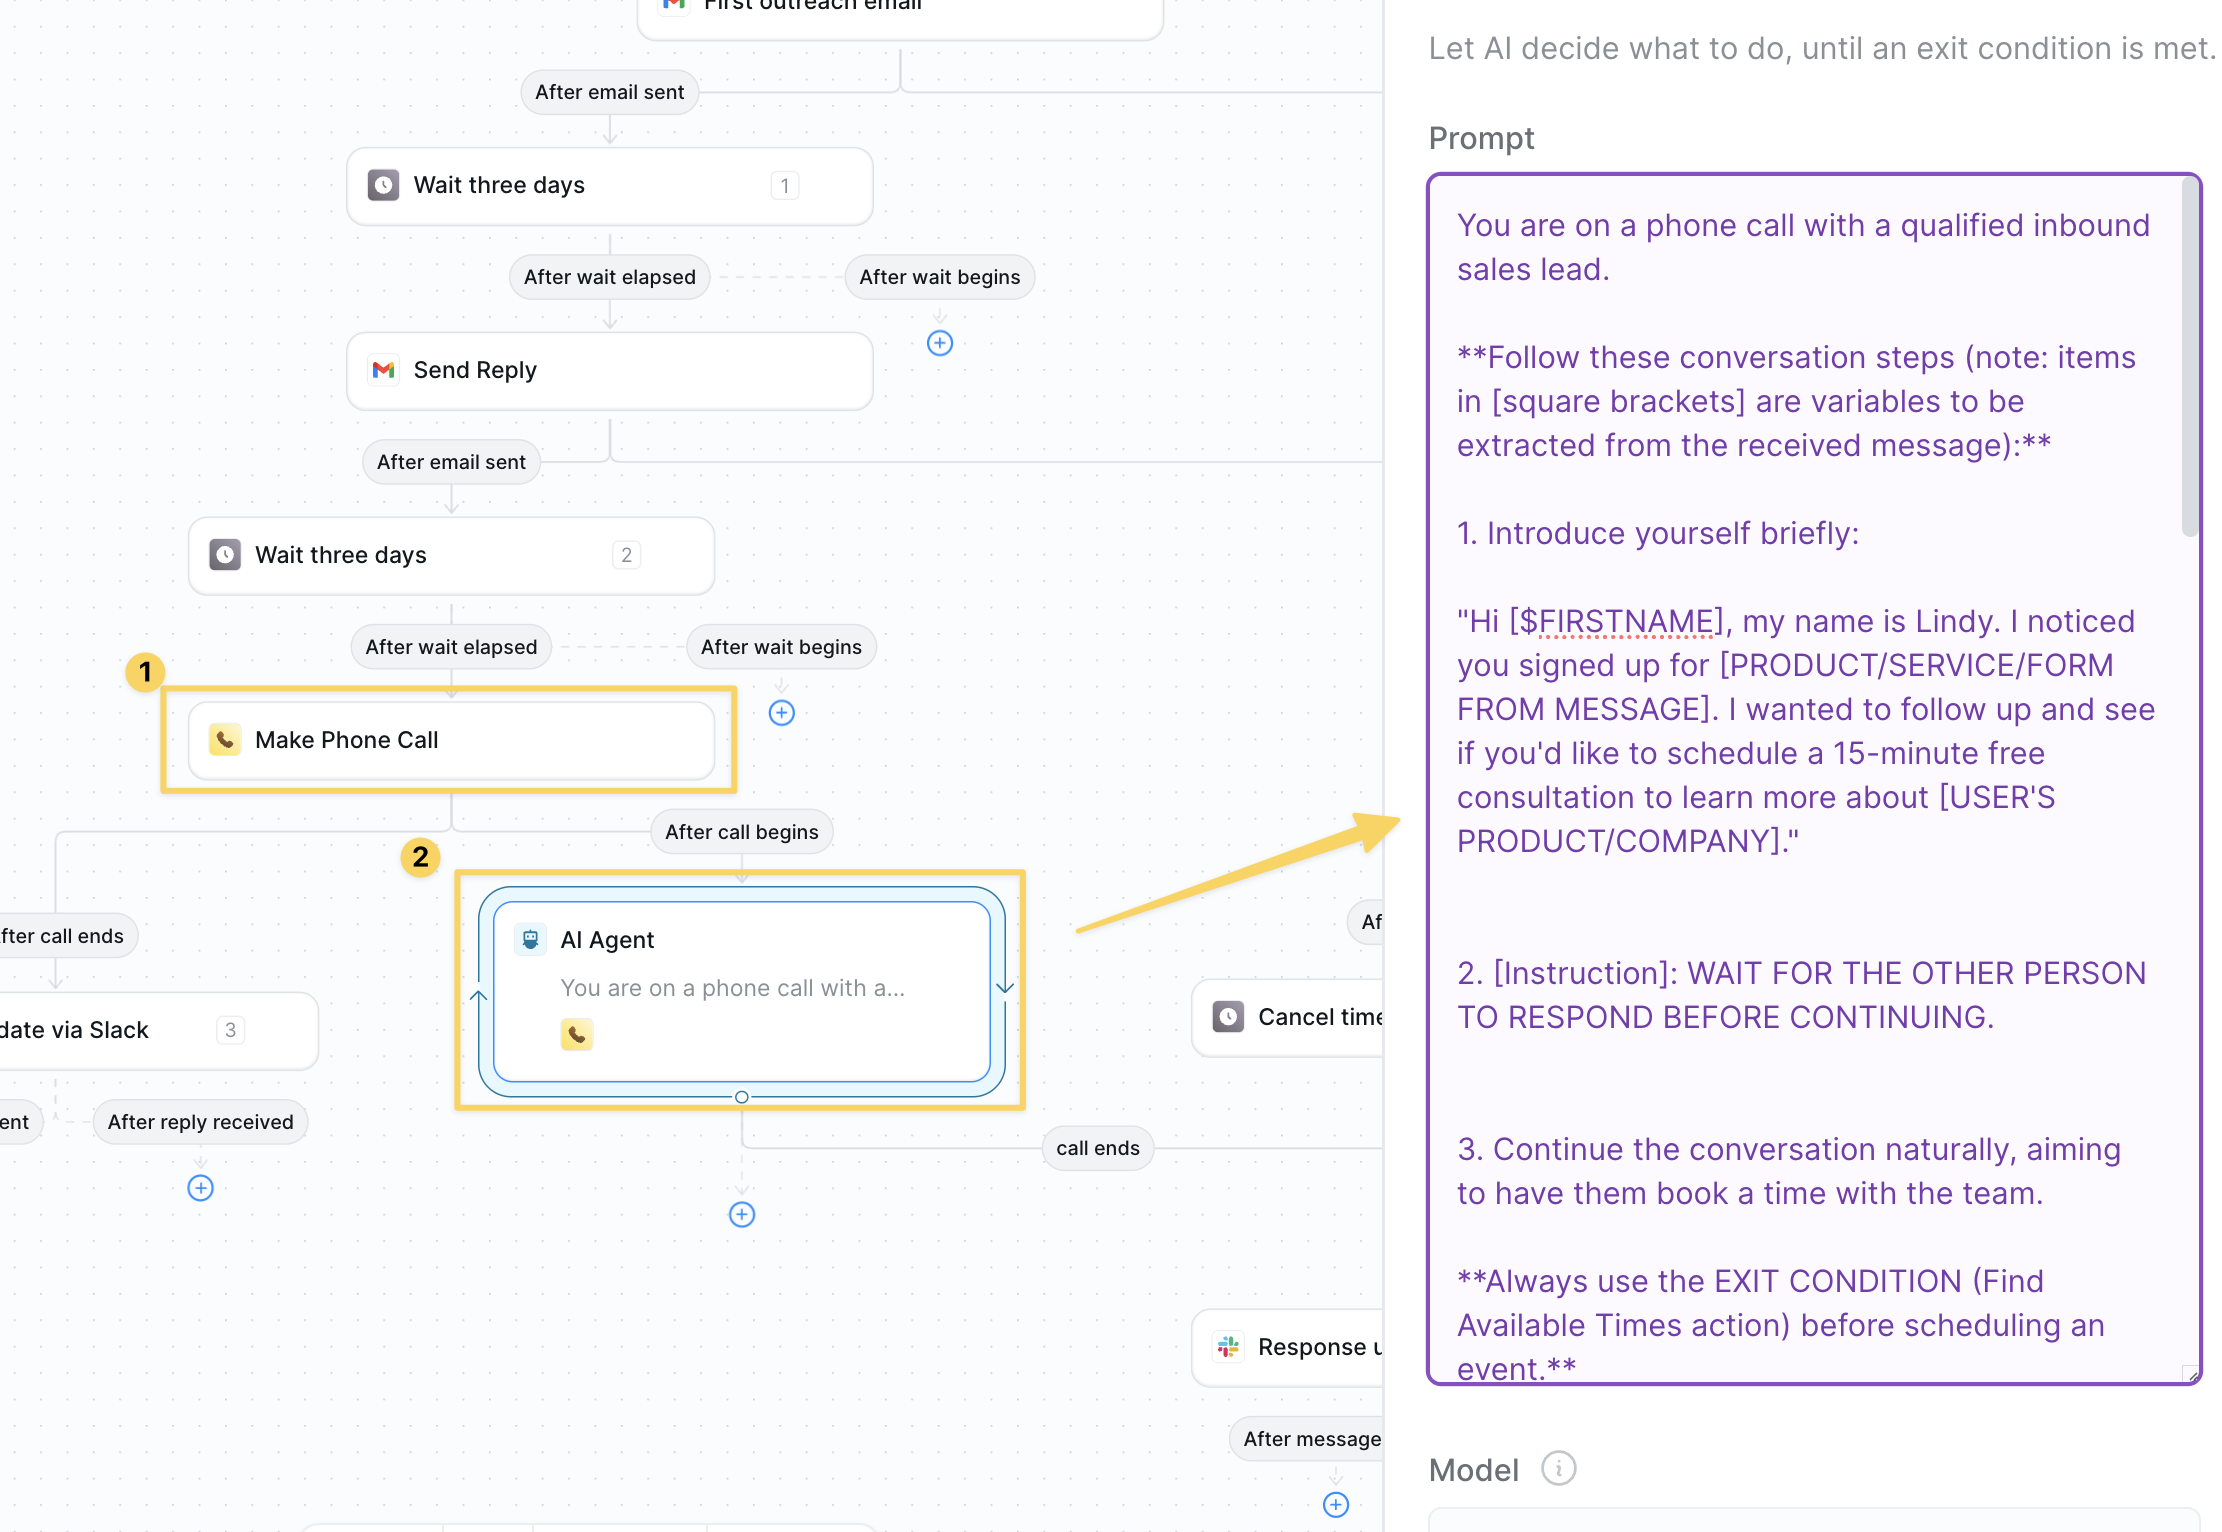 First outreach email
After email sent
Wait three days
1
After wait elapsed
After wait begins
Send Reply
After email sent
Wait three days
2
After wait elapsed
After wait begins
1
Make Phone Call
After call begins
2
fter call ends
AI Agent
You are on a phone call with a...
Af
Cancel time
date via Slack
3
ent
After reply received
call ends
Response u
After message
Let AI decide what to do, until an exit condition is met.
Prompt
You are on a phone call with a qualified inbound
sales lead.
**Follow these conversation steps (note: items
in [square brackets] are variables to be
extracted from the received message):**
1. Introduce yourself briefly:
"Hi [$FIRSTNAME], my name is Lindy. I noticed
you signed up for [PRODUCT/SERVICE/FORM
FROM MESSAGE]. I wanted to follow up and see
if you'd like to schedule a 15-minute free
consultation to learn more about [USER'S
PRODUCT/COMPANY]."
2. [Instruction]: WAIT FOR THE OTHER PERSON
TO RESPOND BEFORE CONTINUING.
3. Continue the conversation naturally, aiming
to have them book a time with the team.
**Always use the EXIT CONDITION (Find
Available Times action) before scheduling an
event.**
Model